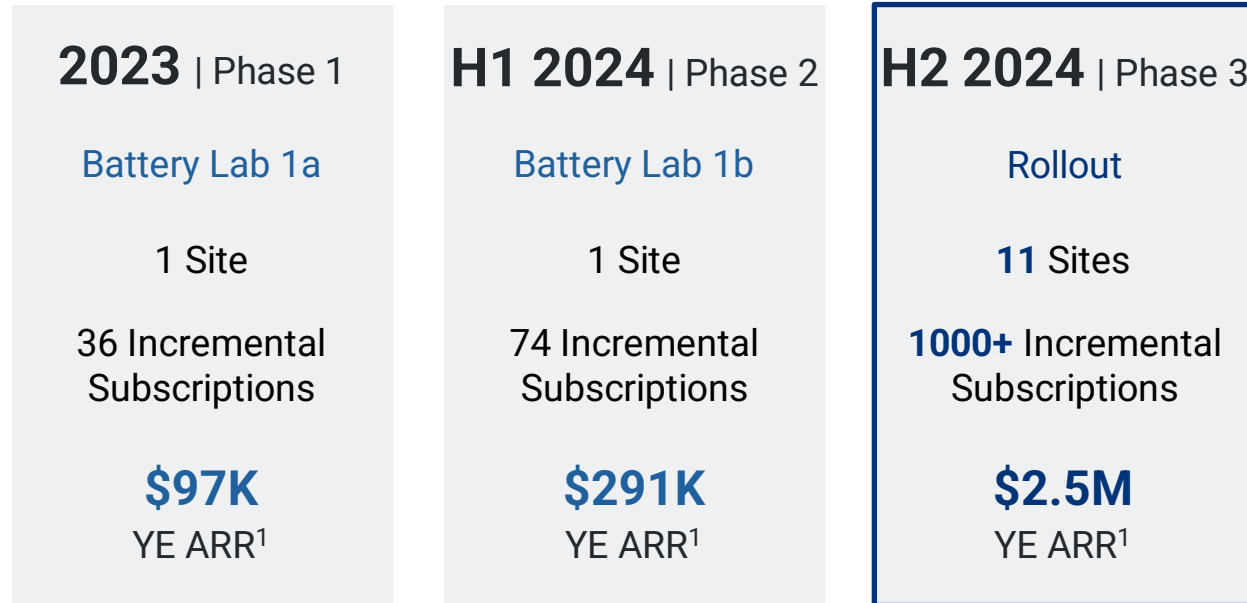 2023 | Phase 1
Battery Lab 1a
1 Site
36 Incremental
Subscriptions
$97K
YE ARR¹
H1 2024 | Phase 2
Battery Lab 1b
1 Site
74 Incremental
Subscriptions
$291K
YE ARR¹
H2 2024 | Phase 3
Rollout
11 Sites
1000+ Incremental
Subscriptions
$2.5M
YE ARR¹